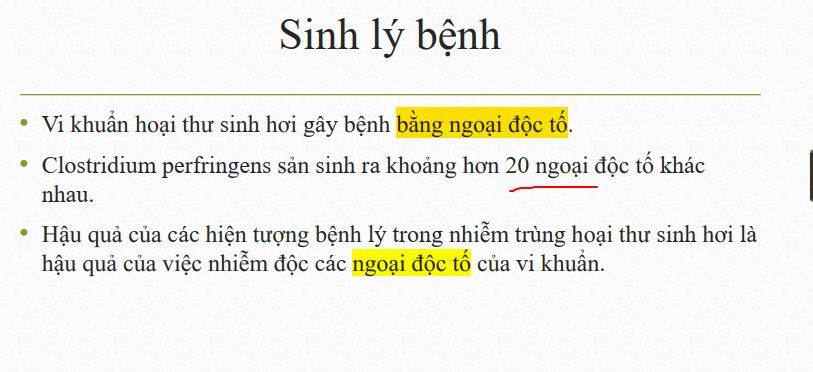 Sinh lý bệnh
• Vi khuẩn hoại thư sinh hơi gây bệnh bằng ngoại độc tố.
• Clostridium perfringens sản sinh ra khoảng hơn 20 ngoại độc tố khác
nhau.
• Hậu quả của các hiện tượng bệnh lý trong nhiễm trùng hoại thư sinh hơi là
hậu quả của việc nhiễm độc các ngoại độc tố của vi khuẩn.